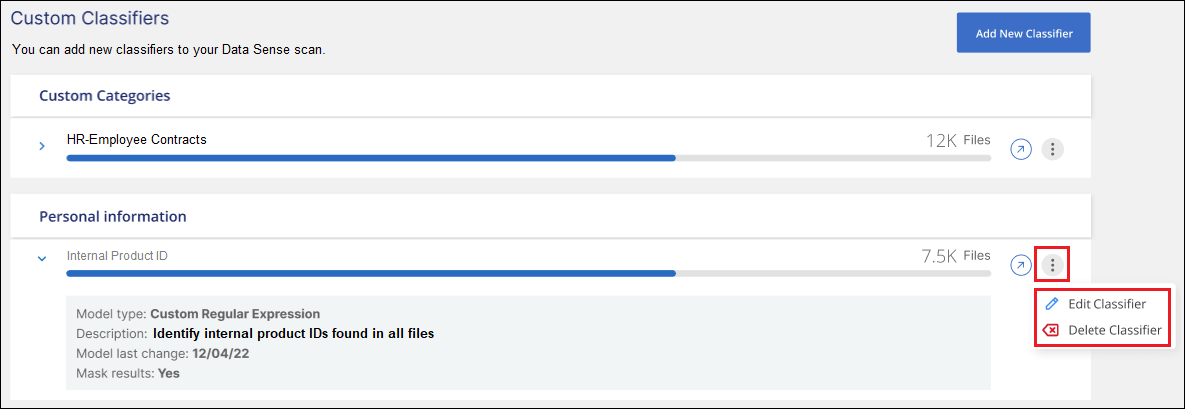 Custom Classifiers
Add New Classifier
You can add new classifiers to your Data Sense scan.
Custom Categories
HR-Employee Contracts
12K Files
Personal information
Internal Product ID
7.5K Files
Model type: Custom Regular Expression
Edit Classifier
Description: Identify internal product IDs found in all files
Delete Classifier
Model last change: 12/04/22
Mask results: Yes